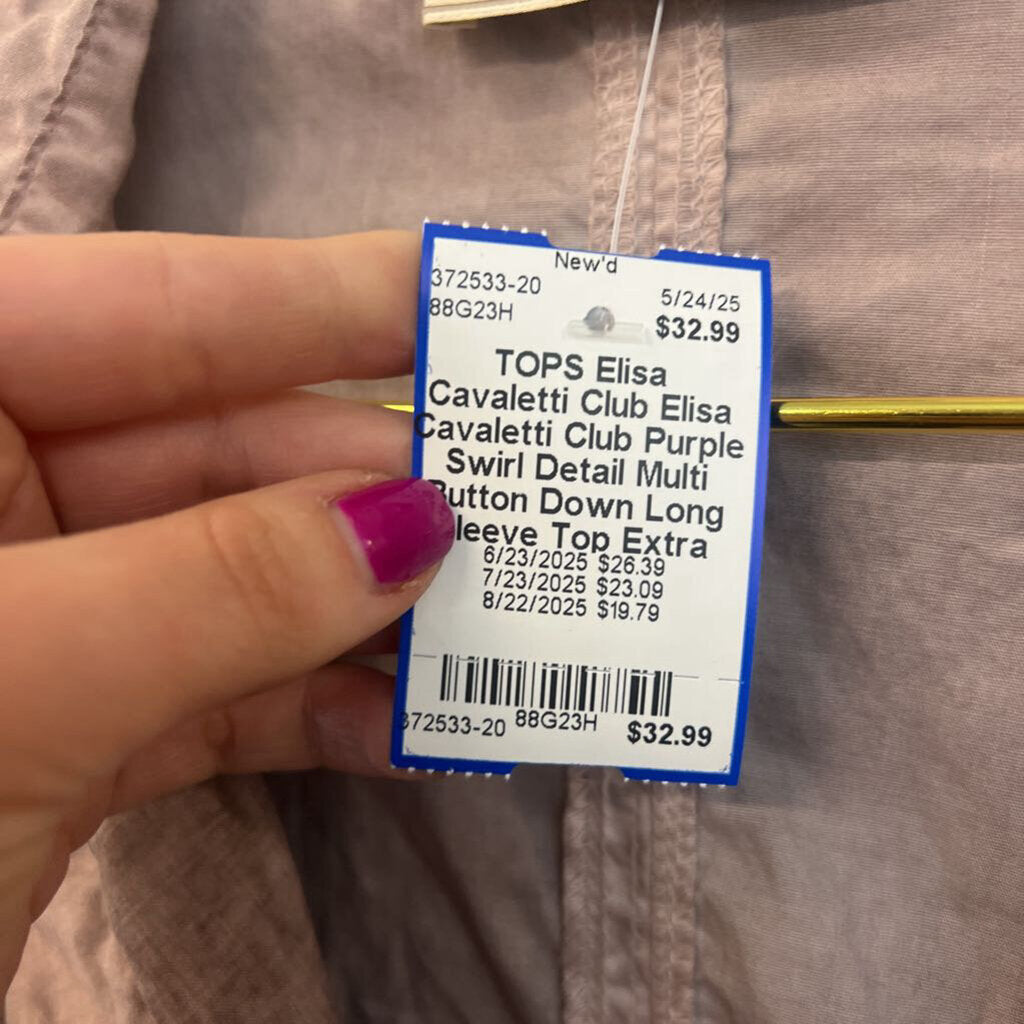 New'd
372533-20
5/24/25
88G23H
$32.99
TOPS Elisa
Cavaletti Club Elisa
Cavaletti Club Purple
Swirl Detail Multi
Button Down Long
Sleeve Top Extra
6/23/2025 $26.39
7/23/2025 $23.09
8/22/2025 $19.79
372533-20 88G23H $32.99